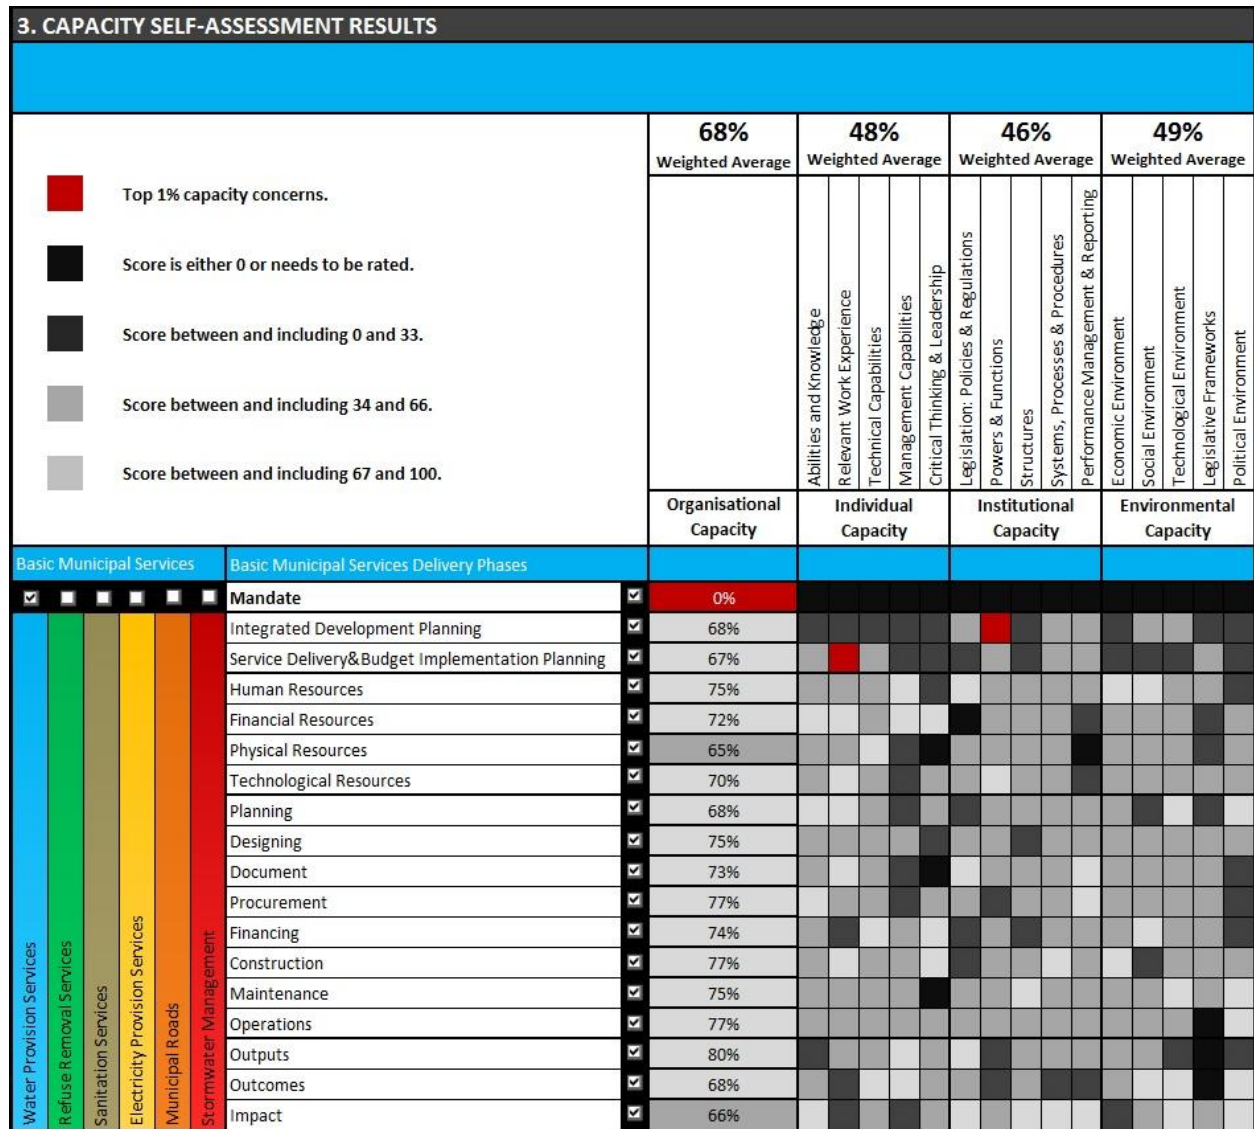 3. CAPACITY SELF-ASSESSMENT RESULTS
68%
Weighted Average
48%
Weighted Average
46%
Weighted Average
49%
Weighted Average
Top 1% capacity concerns.
Score is either 0 or needs to be rated.
Score between and including 0 and 33.
Score between and including 34 and 66.
Score between and including 67 and 100.
Abilities and Knowledge
Relevant Work Experience
Technical Capabilities
Management Capabilities
Critical Thinking & Leadership
Legislation: Policies & Regulations
Powers & Functions
Structures
Systems, Processes & Procedures
Performance Management & Reporting
Economic Environment
Social Environment
Technological Environment
Legislative Frameworks
Political Environment
Organisational
Capacity
Individual
Capacity
Institutional
Capacity
Environmental
Capacity
Basic Municipal Services
Basic Municipal Services Delivery Phases
Mandate 0%
Integrated Development Planning 68%
Service Delivery&Budget Implementation Planning 67%
Human Resources 75%
Financial Resources 72%
Physical Resources 65%
Technological Resources 70%
Planning 68%
Designing 75%
Document 73%
Procurement 77%
Financing 74%
Construction 77%
Maintenance 75%
Operations 77%
Outputs 80%
Outcomes 68%
Impact 66%
Water Provision Services
Refuse Removal Services
Sanitation Services
Electricity Provision Services
Municipal Roads
Stormwater Management